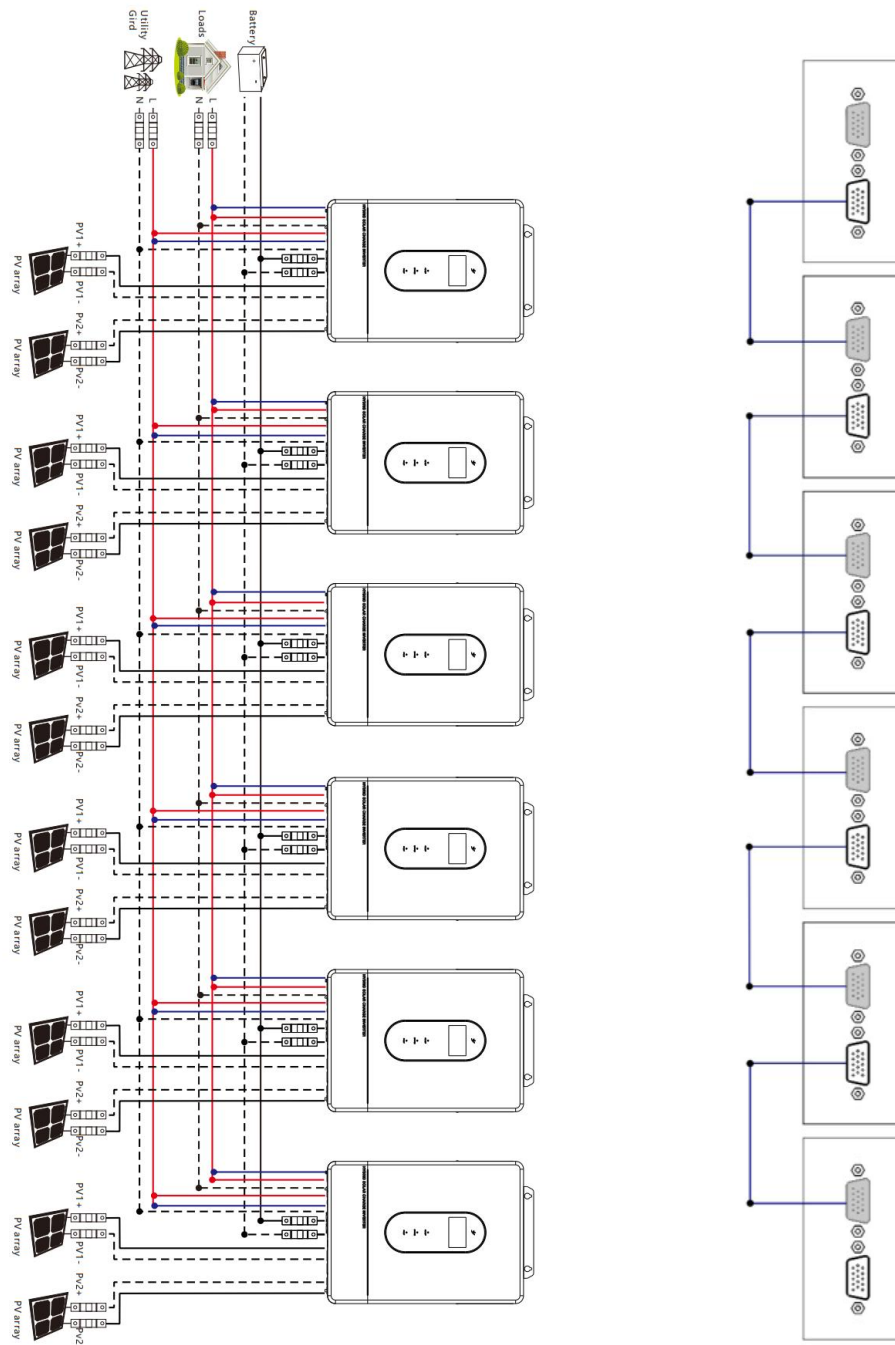 Battery
Loads
L
N
Utility
Gird
L
N
PV1+
PV1-
Pv2+
Pv2-
PV array
PV array
PV1+
PV1-
Pv2+
Pv2-
PV array
PV array
PV1+
PV1-
Pv2+
Pv2-
PV array
PV array
PV1+
PV1-
Pv2+
Pv2-
PV array
PV array
PV1+
PV1-
Pv2+
Pv2-
PV array
PV array
PV1+
PV1-
Pv2+
Pv2
PV array
PV array